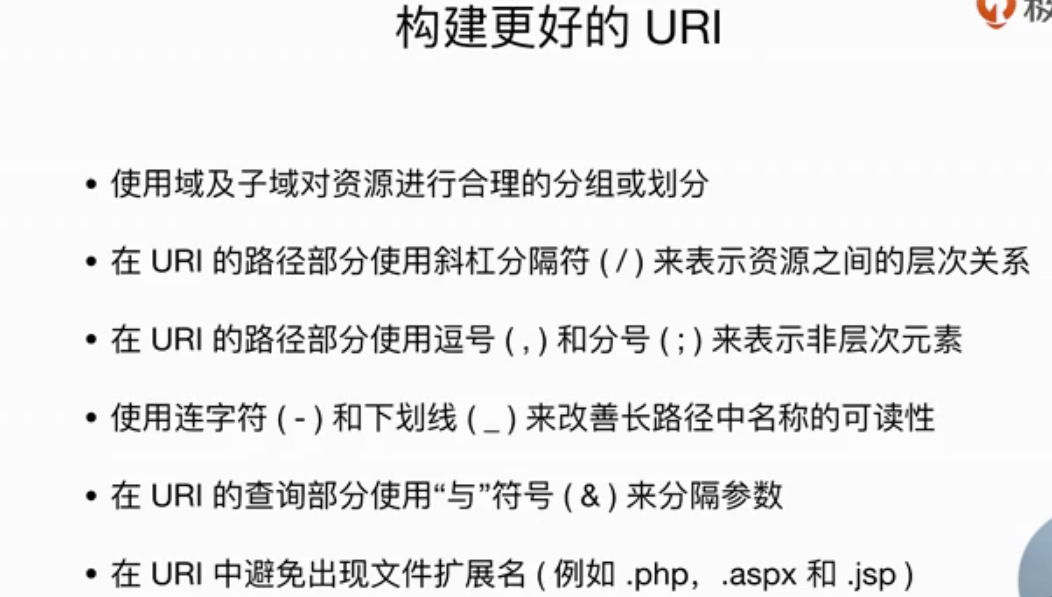 构建更好的 URI
极
• 使用域及子域对资源进行合理的分组或划分
• 在 URI 的路径部分使用斜杠分隔符 ( / ) 来表示资源之间的层次关系
• 在 URI 的路径部分使用逗号 ( , ) 和分号 ( ; ) 来表示非层次元素
• 使用连字符 ( - ) 和下划线 ( _ ) 来改善长路径中名称的可读性
• 在 URI 的查询部分使用“与”符号 ( & ) 来分隔参数
• 在 URI 中避免出现文件扩展名 ( 例如 .php，.aspx 和 .jsp )